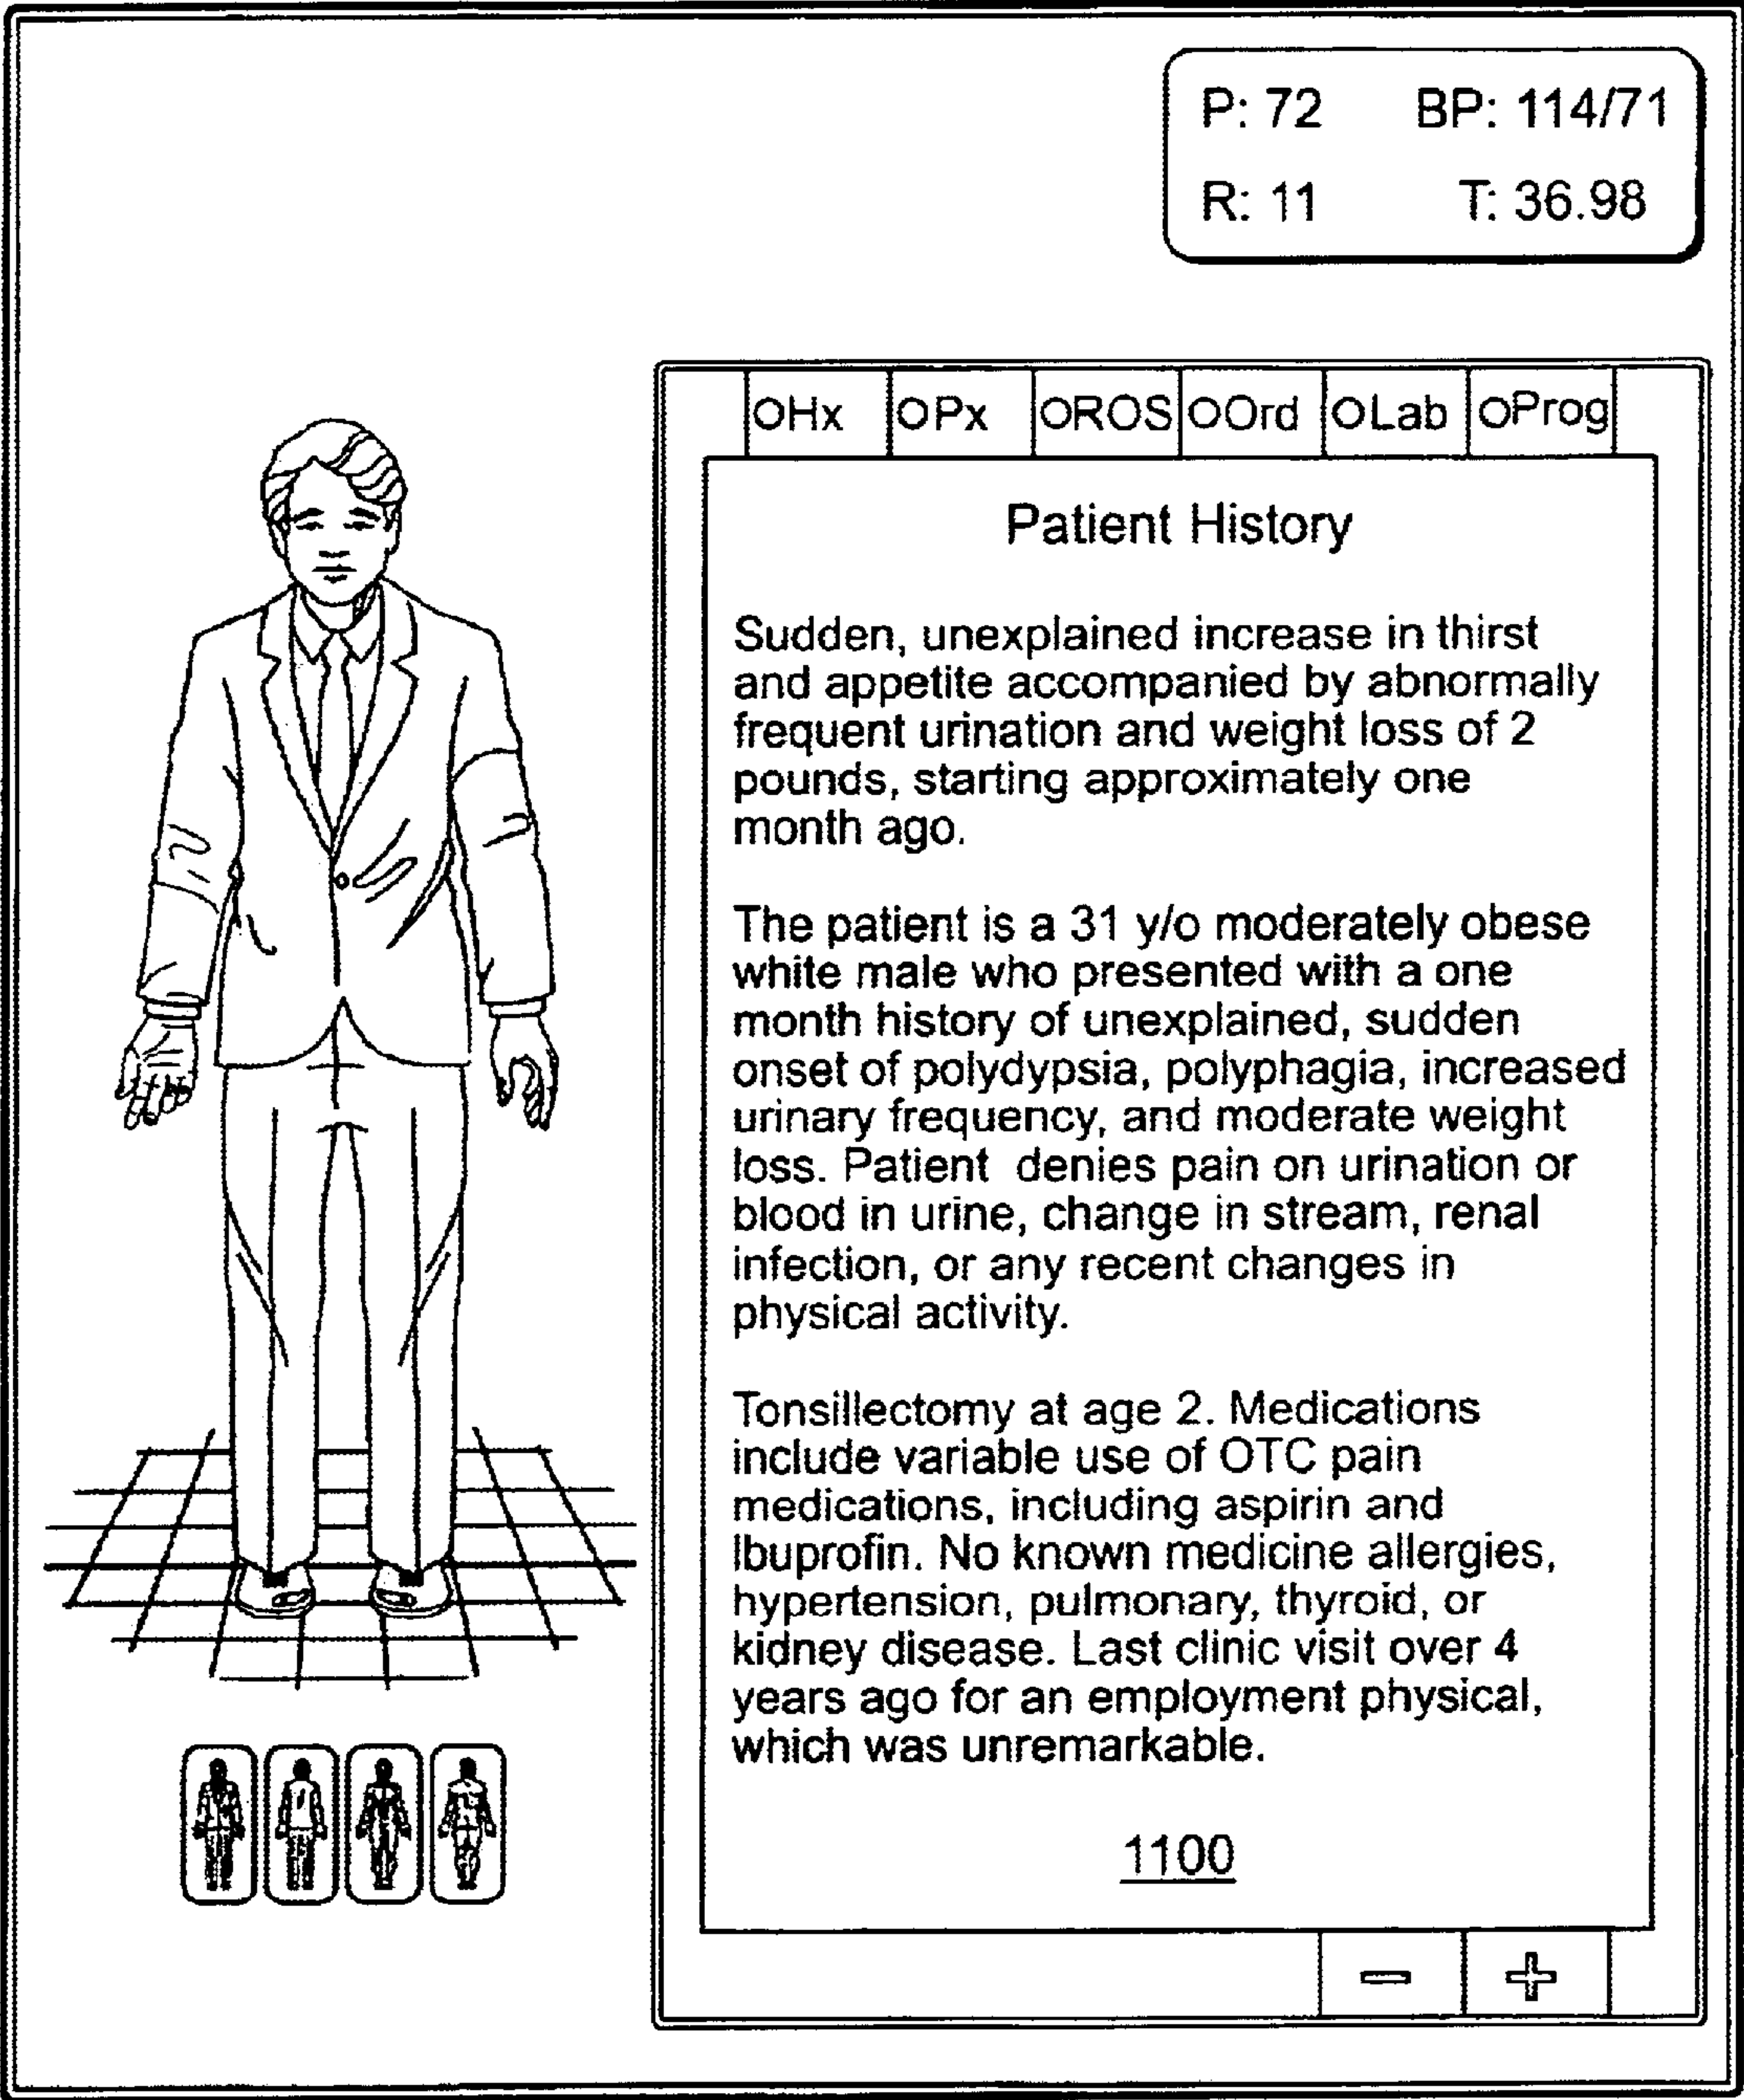 P: 72 BP: 114/71
R: 11 T: 36.98
Hx Px ROS Ord Lab Prog
Patient History
Sudden, unexplained increase in thirst
and appetite accompanied by abnormally
frequent urination and weight loss of 2
pounds, starting approximately one
month ago.
The patient is a 31 y/o moderately obese
white male who presented with a one
month history of unexplained, sudden
onset of polydypsia, polyphagia, increased
urinary frequency, and moderate weight
loss. Patient denies pain on urination or
blood in urine, change in stream, renal
infection, or any recent changes in
physical activity.
Tonsillectomy at age 2. Medications
include variable use of OTC pain
medications, including aspirin and
Ibuprofin. No known medicine allergies,
hypertension, pulmonary, thyroid, or
kidney disease. Last clinic visit over 4
years ago for an employment physical,
which was unremarkable.
1100
− +